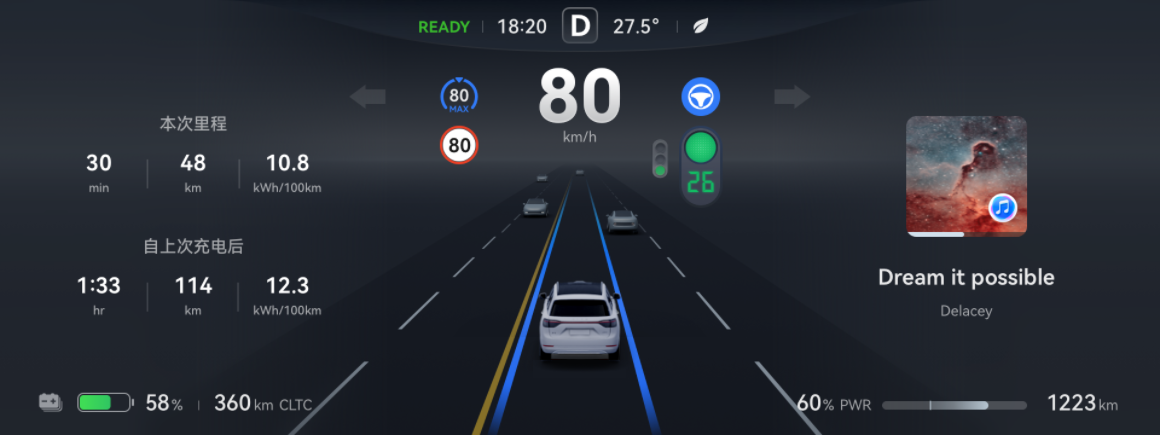 READY 18:20 D 27.5°
80 MAX
80
km/h
80
26
本次里程
30 48 10.8
min km kWh/100km
自上次充电后
1:33 114 12.3
hr km kWh/100km
Dream it possible
Delacey
58% 360 km CLTC
60% PWR 1223 km